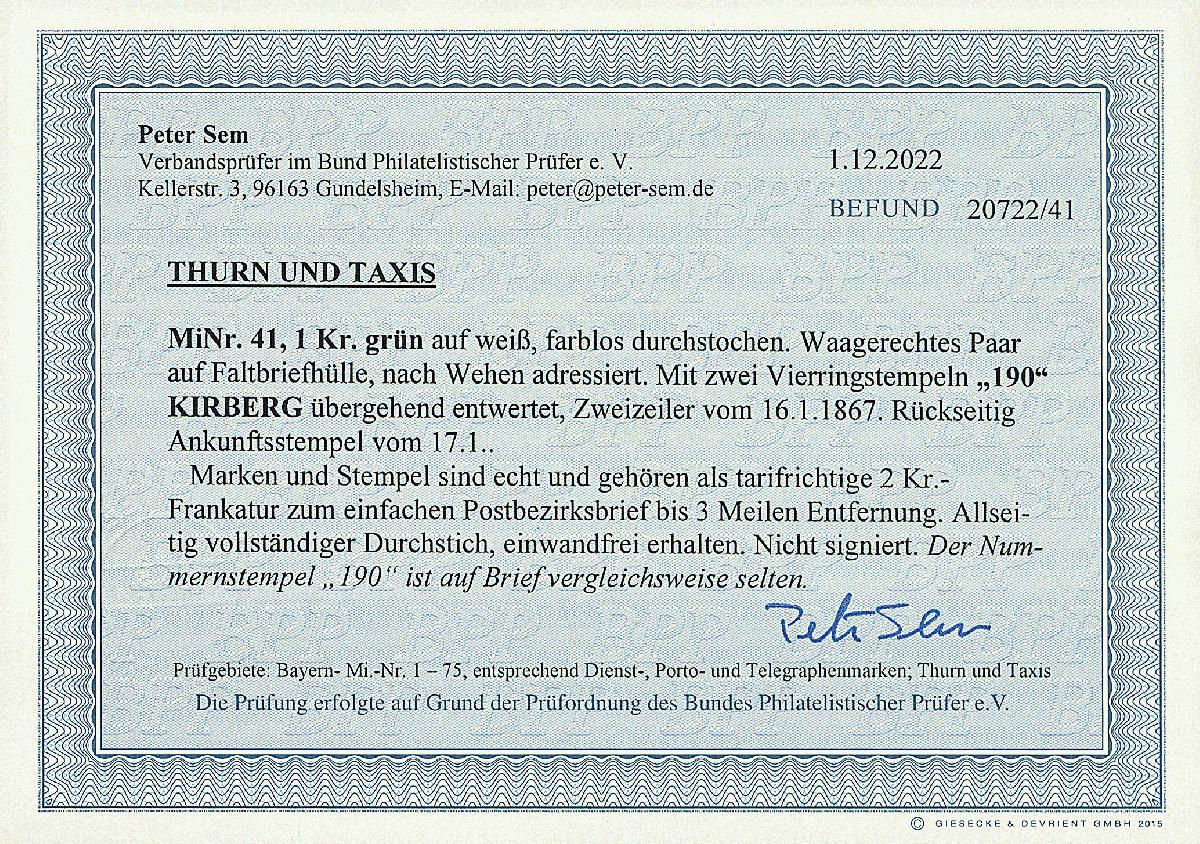 Peter Sem
Verbandsprüfer im Bund Philatelistischer Prüfer e. V.
Kellerstr. 3, 96163 Gundelsheim, E-Mail: peter@peter-sem.de
1.12.2022
BEFUND 20722/41
THURN UND TAXIS
MiNr. 41, 1 Kr. grün auf weiß, farblos durchstochen. Waagerechtes Paar
auf Faltbriefhülle, nach Wehen adressiert. Mit zwei Vierringstempeln „190“
KIRBERG übergehend entwertet, Zweizeiler vom 16.1.1867. Rückseitig
Ankunftsstempel vom 17.1..
Marken und Stempel sind echt und gehören als tarifrichtige 2 Kr.-
Frankatur zum einfachen Postbezirksbrief bis 3 Meilen Entfernung. Allsei-
tig vollständiger Durchstich, einwandfrei erhalten. Nicht signiert. Der Num-
mernstempel „190“ ist auf Brief vergleichsweise selten.
Peter Sem
Prüfgebiete: Bayern- Mi.-Nr. 1 – 75, entsprechend Dienst-, Porto- und Telegraphenmarken; Thurn und Taxis
Die Prüfung erfolgte auf Grund der Prüfordnung des Bundes Philatelistischer Prüfer e.V.
© GIESECKE & DEVRIENT GMBH 2015